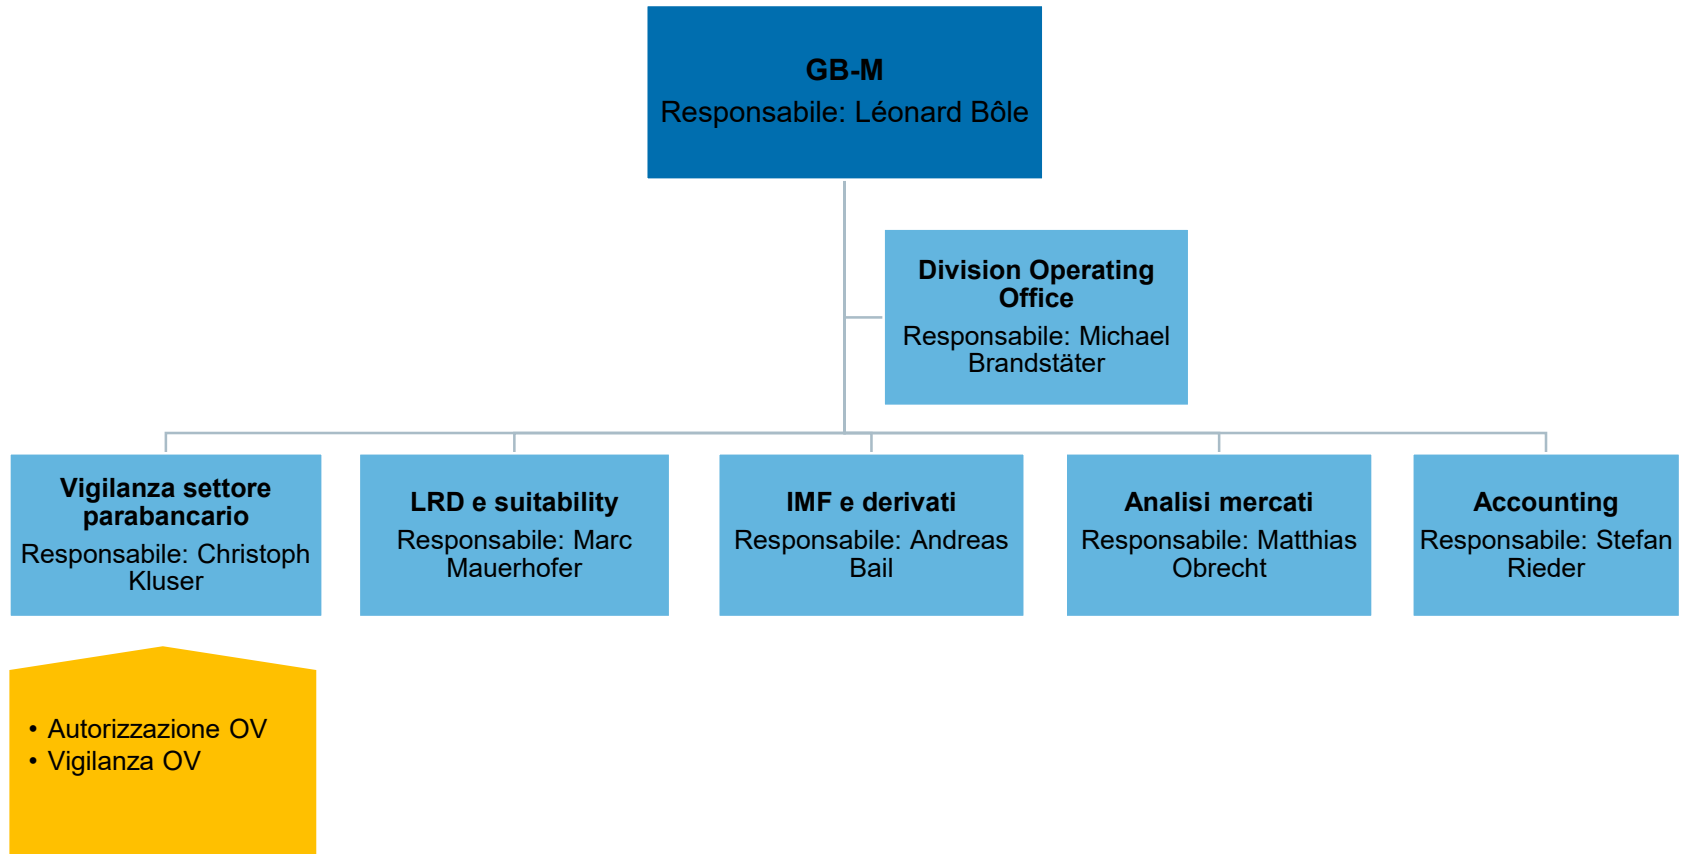 GB-M
Responsabile: Léonard Bôle
Division Operating
Office
Responsabile: Michael
Brandstäter
Vigilanza settore
parabancario
Responsabile: Christoph
Kluser
LRD e suitability
Responsabile: Marc
Mauerhofer
IMF e derivati
Responsabile: Andreas
Bail
Analisi mercati
Responsabile: Matthias
Obrecht
Accounting
Responsabile: Stefan
Rieder
• Autorizzazione OV
• Vigilanza OV